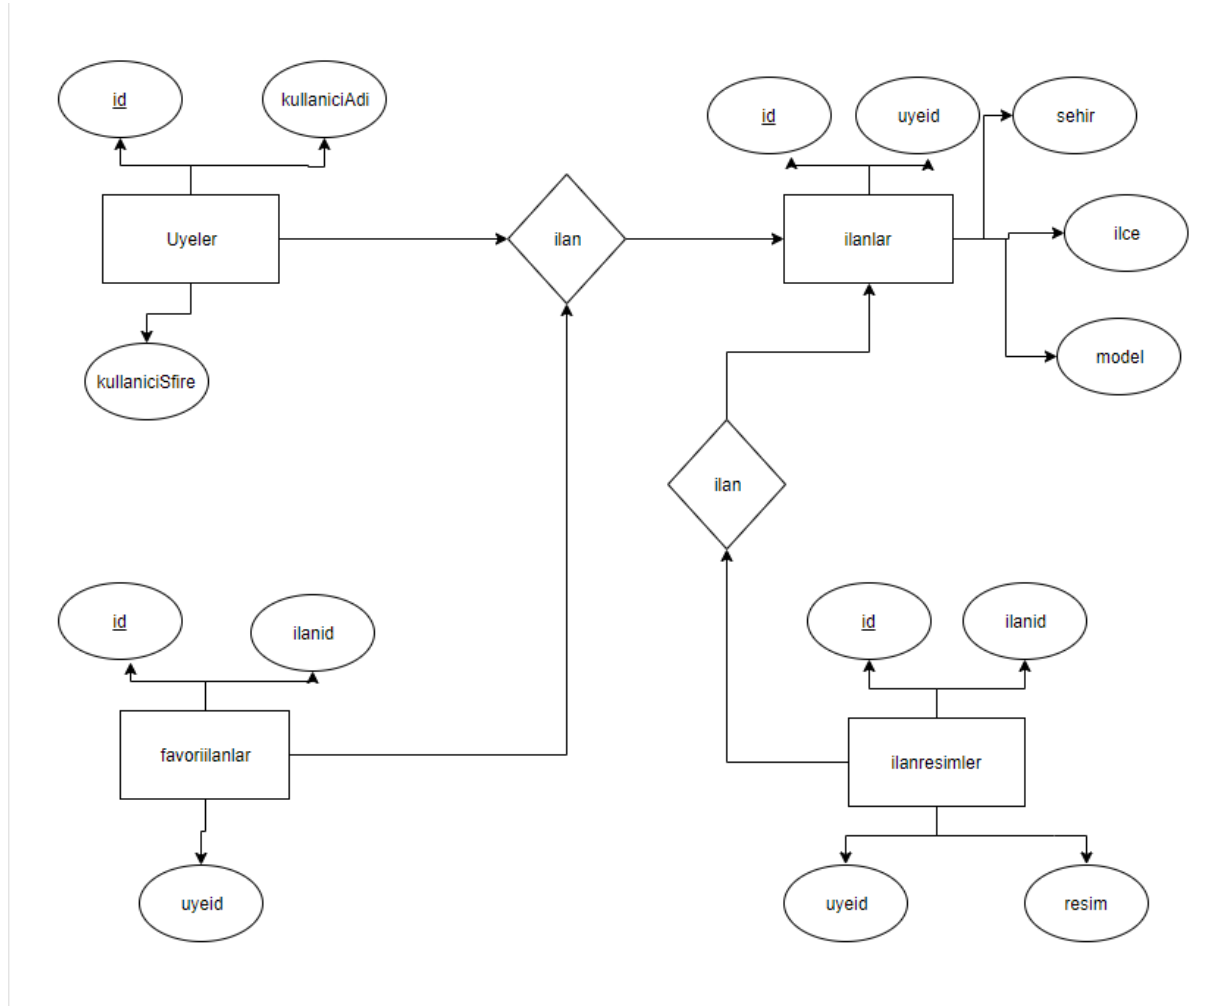 id
kullaniciAdi
id
uyeid
sehir
Uyeler
ilan
ilanlar
ilce
model
kullaniciSfire
ilan
id
ilanid
id
ilanid
favoriilanlar
ilanresimler
uyeid
uyeid
resim